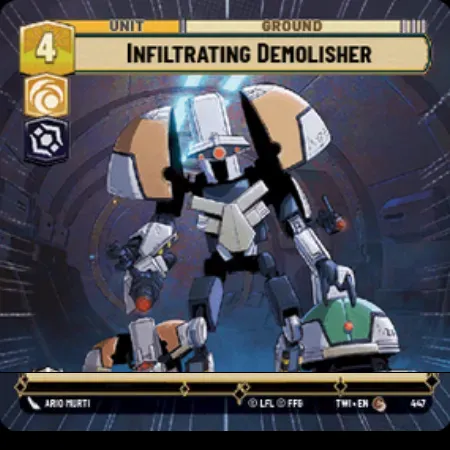 UNIT GROUND
4
INFILTRATING DEMOLISHER
ARIO MURTI Ⓒ LFL Ⓟ FFG TWI • EN 447